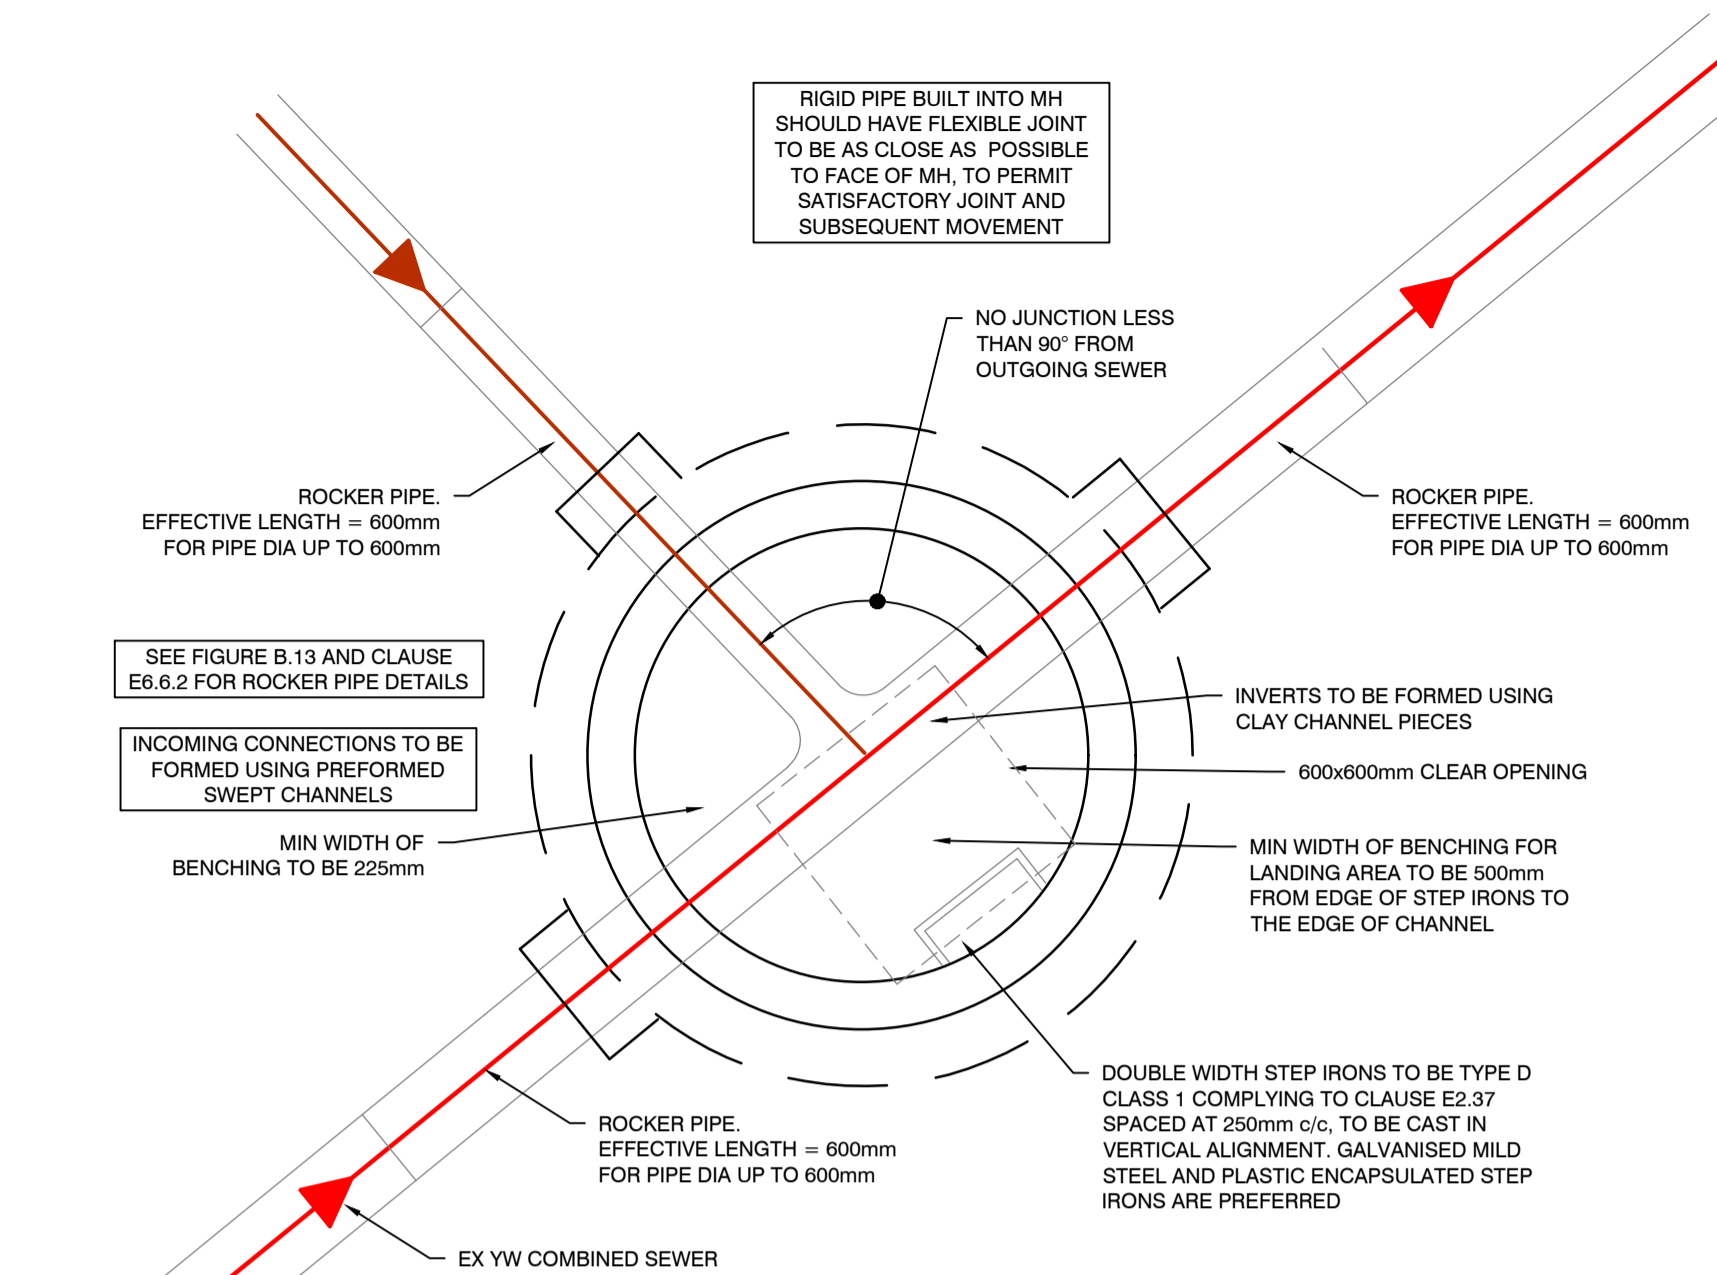 RIGID PIPE BUILT INTO MH
SHOULD HAVE FLEXIBLE JOINT
TO BE AS CLOSE AS POSSIBLE
TO FACE OF MH, TO PERMIT
SATISFACTORY JOINT AND
SUBSEQUENT MOVEMENT
NO JUNCTION LESS
THAN 90° FROM
OUTGOING SEWER
ROCKER PIPE.
EFFECTIVE LENGTH = 600mm
FOR PIPE DIA UP TO 600mm
ROCKER PIPE.
EFFECTIVE LENGTH = 600mm
FOR PIPE DIA UP TO 600mm
SEE FIGURE B.13 AND CLAUSE
E6.6.2 FOR ROCKER PIPE DETAILS
INCOMING CONNECTIONS TO BE
FORMED USING PREFORMED
SWEPT CHANNELS
MIN WIDTH OF
BENCHING TO BE 225mm
INVERTS TO BE FORMED USING
CLAY CHANNEL PIECES
600x600mm CLEAR OPENING
MIN WIDTH OF BENCHING FOR
LANDING AREA TO BE 500mm
FROM EDGE OF STEP IRONS TO
THE EDGE OF CHANNEL
DOUBLE WIDTH STEP IRONS TO BE TYPE D
CLASS 1 COMPLYING TO CLAUSE E2.37
SPACED AT 250mm c/c, TO BE CAST IN
VERTICAL ALIGNMENT. GALVANISED MILD
STEEL AND PLASTIC ENCAPSULATED STEP
IRONS ARE PREFERRED
ROCKER PIPE.
EFFECTIVE LENGTH = 600mm
FOR PIPE DIA UP TO 600mm
EX YW COMBINED SEWER